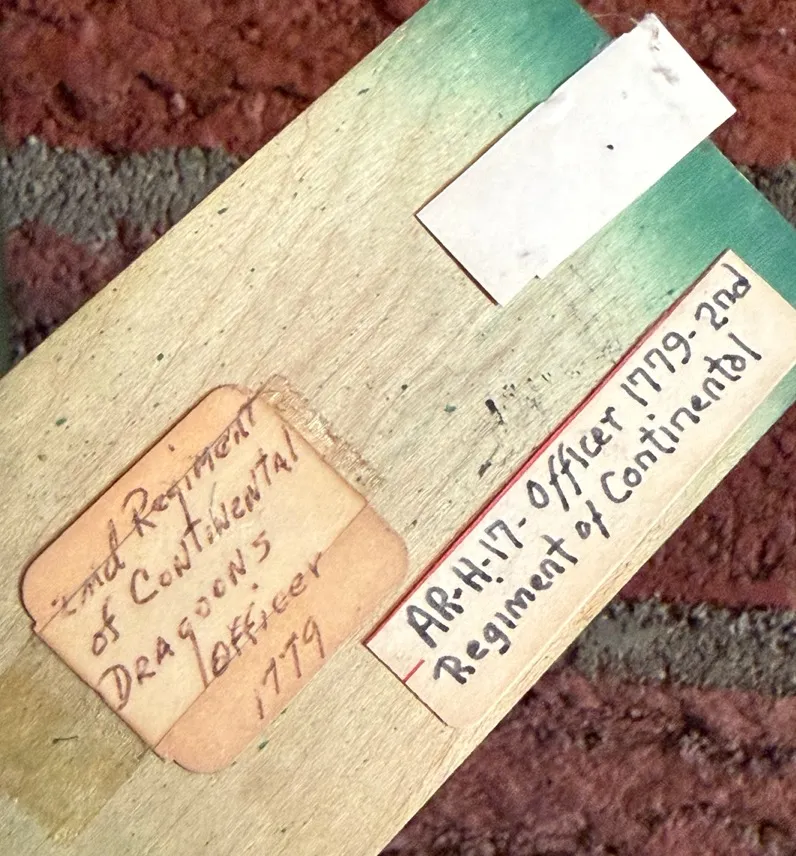 2nd Regiment
of Continental
Dragoons
Officer
1779
AR-H-17-Officer 1779-2nd
Regiment of Continental